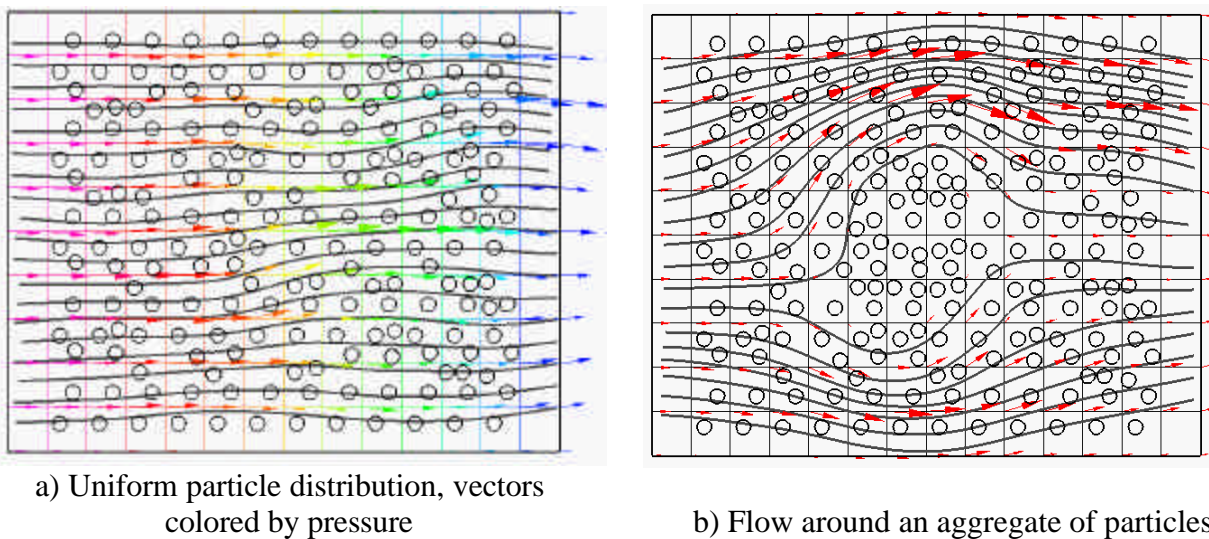 a) Uniform particle distribution, vectors
colored by pressure
b) Flow around an aggregate of particles